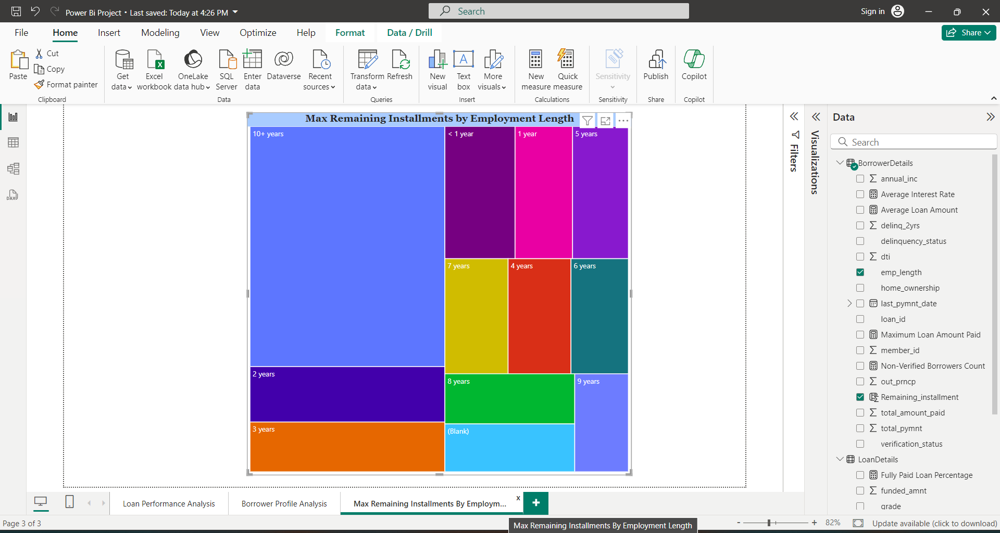 Power Bi Project • Last saved: Today at 4:26 PM
Search
Sign in
File
Home
Insert
Modeling
View
Optimize
Help
Format
Data / Drill
Share
Paste
Cut
Copy
Format painter
Clipboard
Get data
Excel workbook
OneLake data hub
SQL Server
Enter data
Dataverse
Recent sources
Data
Transform data
Refresh
Queries
New visual
Text box
More visuals
Insert
New measure
Quick measure
Calculations
Sensitivity
Sensitivity
Publish
Share
Copilot
Copilot
DAX
Max Remaining Installments by Employment Length
10+ years
< 1 year
1 year
5 years
7 years
4 years
6 years
2 years
8 years
9 years
3 years
(Blank)
Filters
Visualizations
Data
Search
BorrowerDetails
annual_inc
Average Interest Rate
Average Loan Amount
delinq_2yrs
delinquency_status
dti
emp_length
home_ownership
last_pymnt_date
loan_id
Maximum Loan Amount Paid
member_id
Non-Verified Borrowers Count
out_prncp
Remaining_installment
total_amount_paid
total_pymnt
verification_status
LoanDetails
Fully Paid Loan Percentage
funded_amnt
grade
Loan Performance Analysis
Borrower Profile Analysis
Max Remaining Installments By Employm...
x
Page 3 of 3
Max Remaining Installments By Employment Length
- + 82%
Update available (click to download)